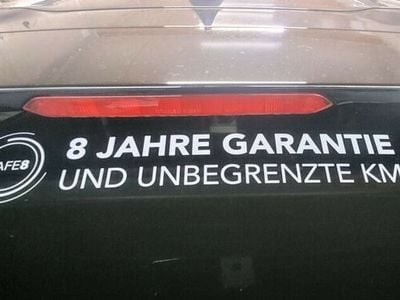 AFE8
8 JAHRE GARANTIE
UND UNBEGRENZTE KM